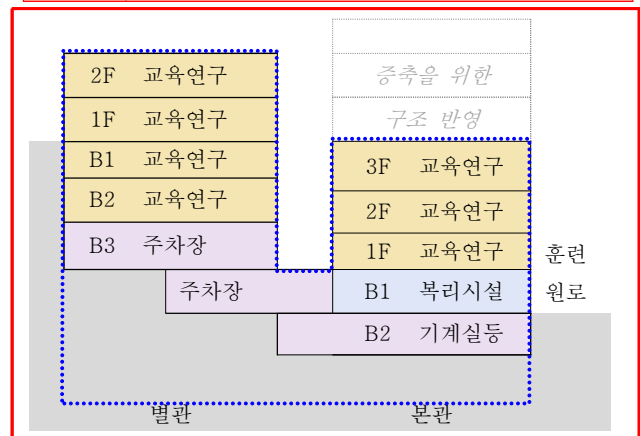 2F 교육연구
1F 교육연구
B1 교육연구
B2 교육연구
B3 주차장
주차장
별관
증축을 위한
구조 반영
3F 교육연구
2F 교육연구
1F 교육연구
B1 복리시설
B2 기계실등
본관
훈련
원로